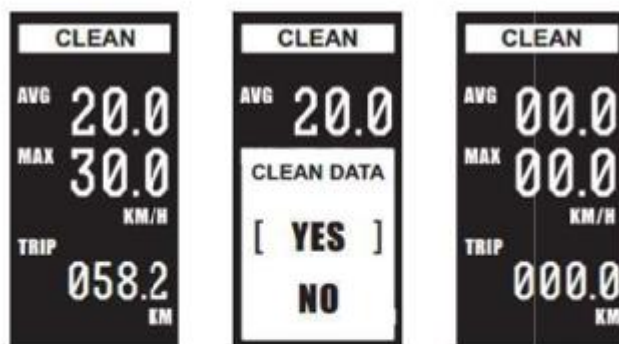 CLEAN
AVG 20.0
MAX 30.0
KM/H
TRIP
058.2
KM
CLEAN
AVG 20.0
CLEAN DATA
[ YES ]
NO
CLEAN
AVG 00.0
MAX 00.0
KM/H
TRIP
000.0
KM